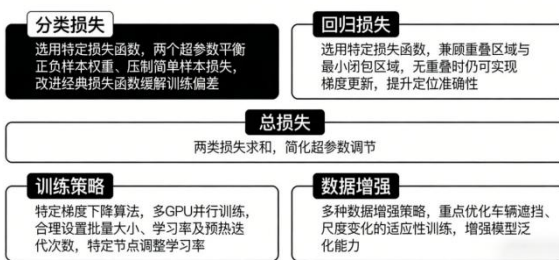 分类损失
选用特定损失函数，两个超参数平衡
正负样本权重、压制简单样本损失，
改进经典损失函数缓解训练偏差
回归损失
选用特定损失函数，兼顾重叠区域与
最小闭包区域，无重叠时仍可实现
梯度更新，提升定位准确性
总损失
两类损失求和，简化超参数调节
训练策略
特定梯度下降算法，多GPU并行训练，
合理设置批量大小、学习率及预热迭
代次数，特定节点调整学习率
数据增强
多种数据增强策略，重点优化车辆遮挡、
尺度变化的适应性训练，增强模型泛
化能力